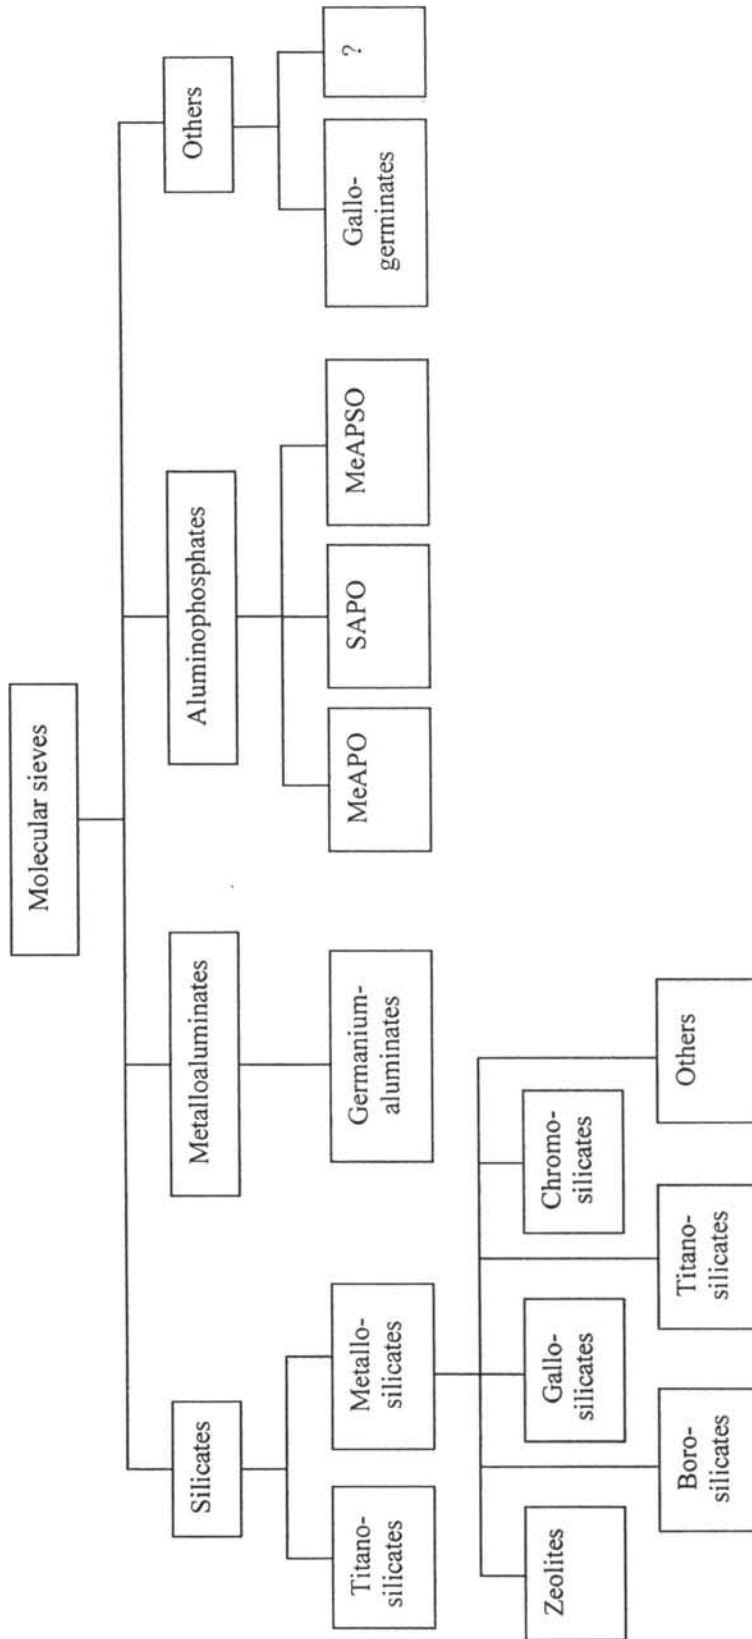 Molecular sieves
Silicates
Metalloaluminates
Aluminophosphates
Others
Titano-
silicates
Metallo-
silicates
Germanium-
aluminates
MeAPO
SAPO
MeAPSO
Gallo-
germinates
?
Zeolites
Gallo-
silicates
Chromo-
silicates
Boro-
silicates
Titano-
silicates
Others